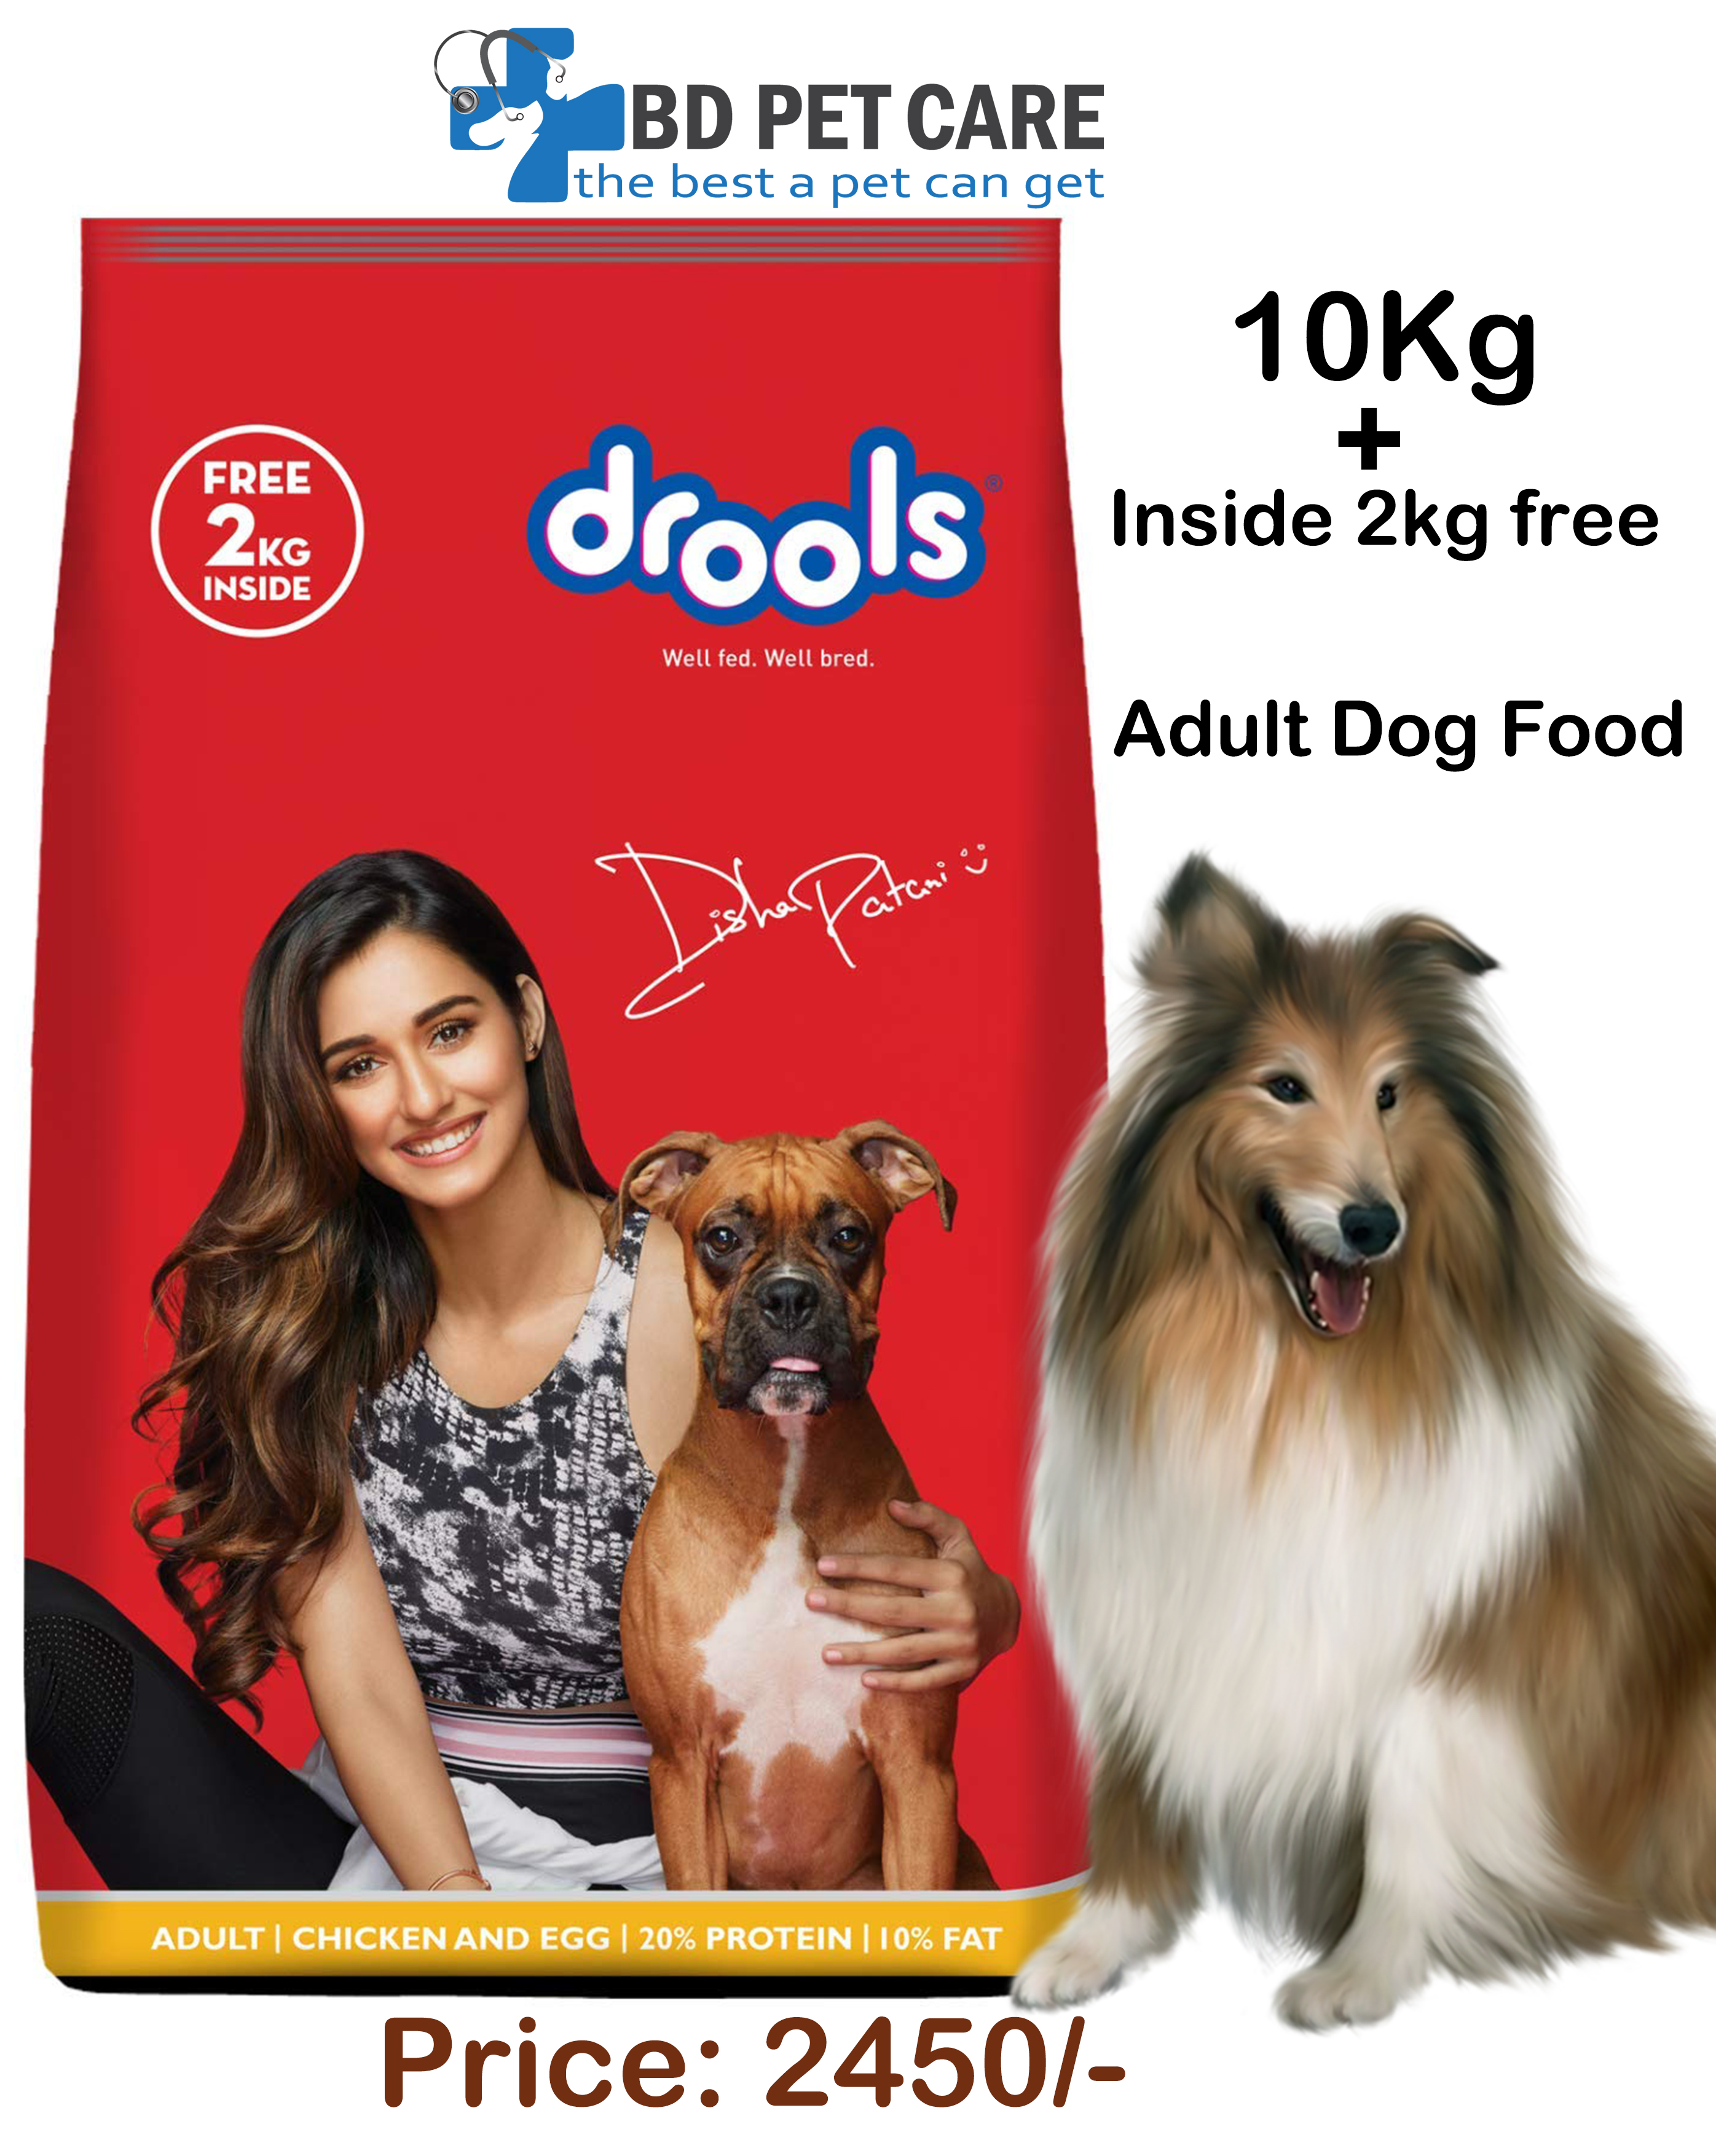 BD PET CARE
the best a pet can get
10Kg
+
Inside 2kg free
Adult Dog Food
FREE
2KG
INSIDE
drools®
Well fed. Well bred.
Disha Patani
ADULT | CHICKEN AND EGG | 20% PROTEIN | 10% FAT
Price: 2450/-